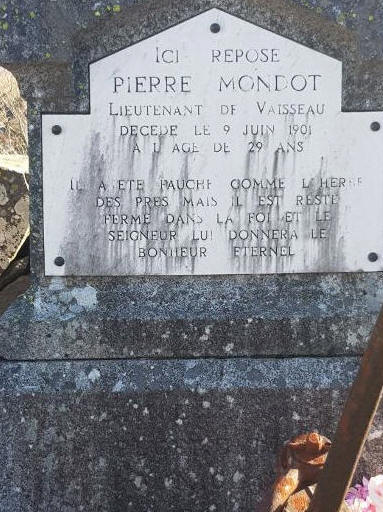 ICI REPOSE
PIERRE MONDOT
LIEUTENANT DE VAISSEAU
DECEDE LE 9 JUIN 1901
A L AGE DE 29 ANS
IL A ETE FAUCHE COMME L'HERBE
DES PRES MAIS IL EST RESTE
FERME DANS LA FOI ET LE
SEIGNEUR LUI DONNERA LE
BONHEUR ETERNEL